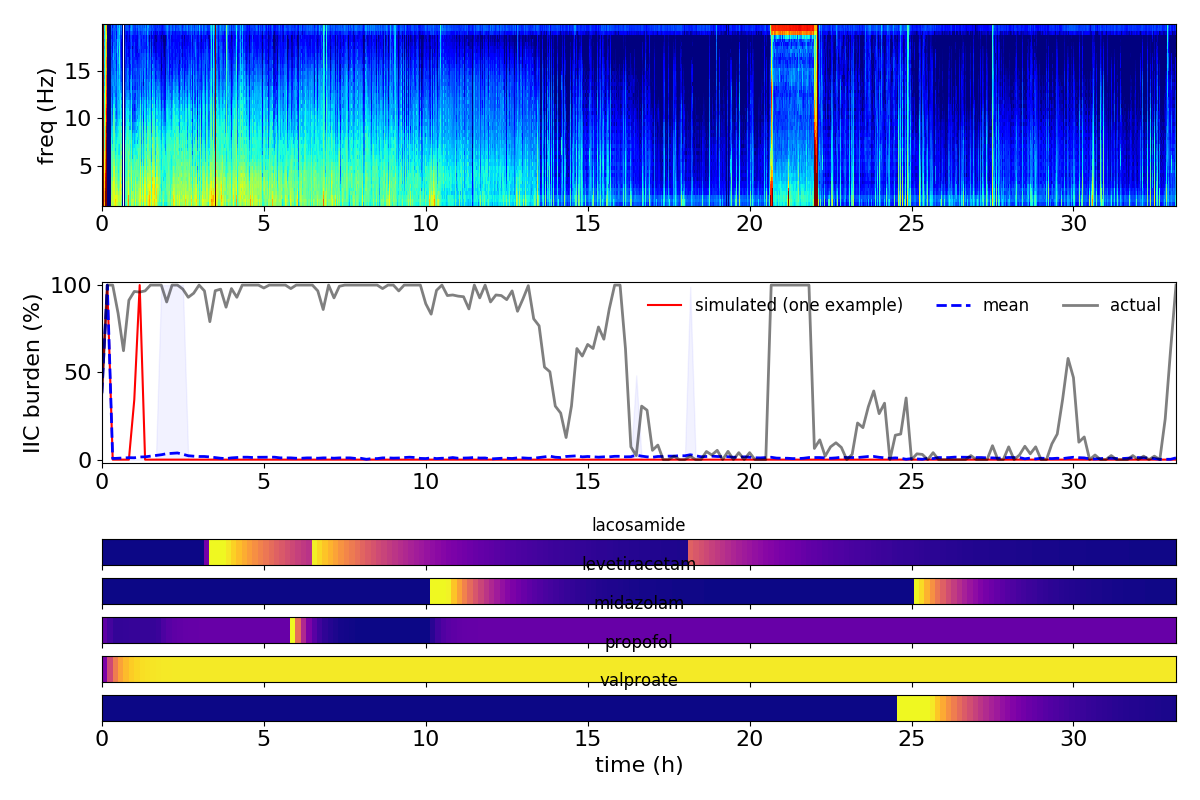 15
10
5
freq (Hz)
0 5 10 15 20 25 30
100
50
0
IIC burden (%)
simulated (one example) mean actual
0 5 10 15 20 25 30
lacosamide
levetiracetam
midazolam
propofol
valproate
0 5 10 15 20 25 30
time (h)